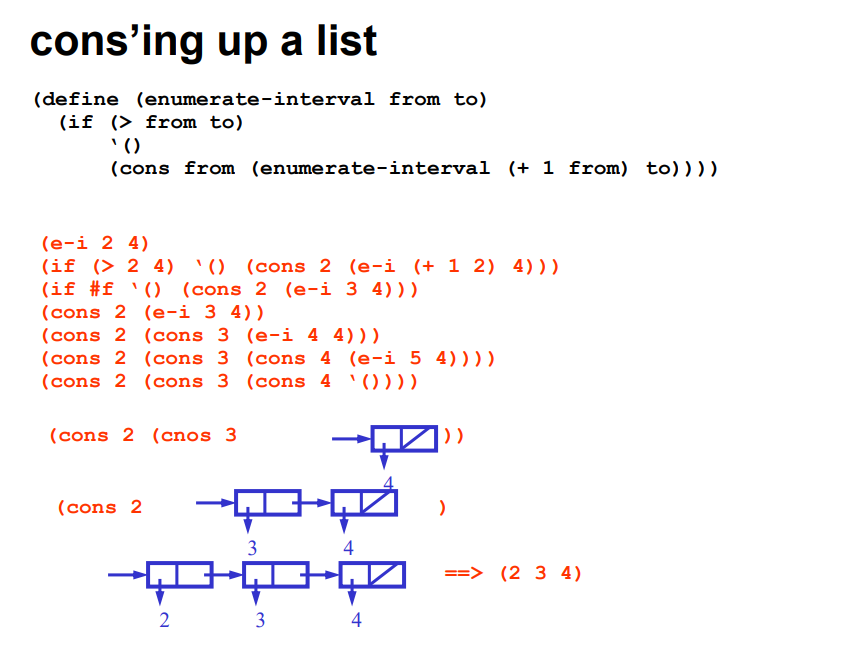 cons’ing up a list
(define (enumerate-interval from to)
(if (> from to)
‘()
(cons from (enumerate-interval (+ 1 from) to))))
(e-i 2 4)
(if (> 2 4) ‘() (cons 2 (e-i (+ 1 2) 4)))
(if #f ‘() (cons 2 (e-i 3 4)))
(cons 2 (e-i 3 4))
(cons 2 (cons 3 (e-i 4 4)))
(cons 2 (cons 3 (cons 4 (e-i 5 4))))
(cons 2 (cons 3 (cons 4 ‘())))
(cons 2 (cnos 3 ))
4
(cons 2 )
3 4
==> (2 3 4)
2 3 4